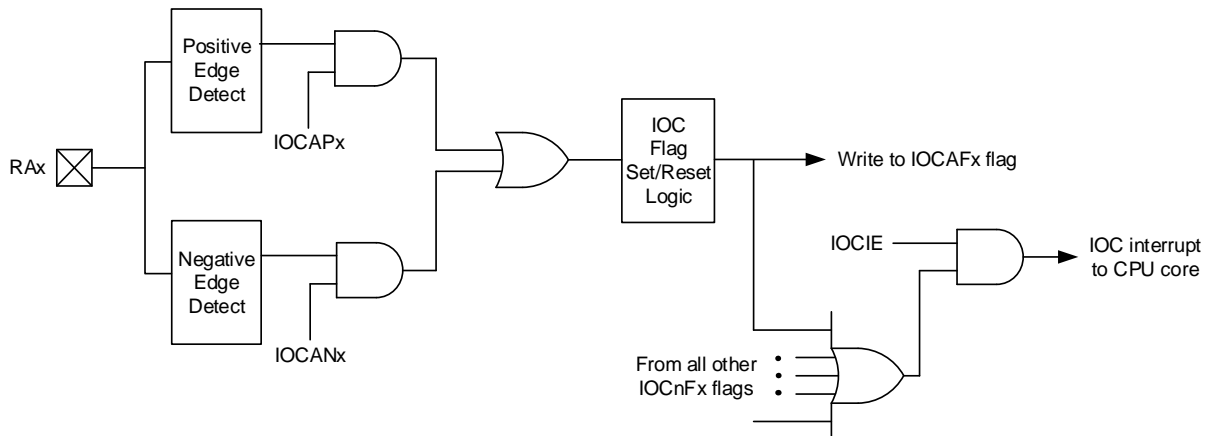 Positive
Edge
Detect
IOCAPx
RAx
Negative
Edge
Detect
IOCANx
IOC
Flag
Set/Reset
Logic
Write to IOCAFx flag
IOCIE
IOC interrupt
to CPU core
From all other
IOCnFx flags